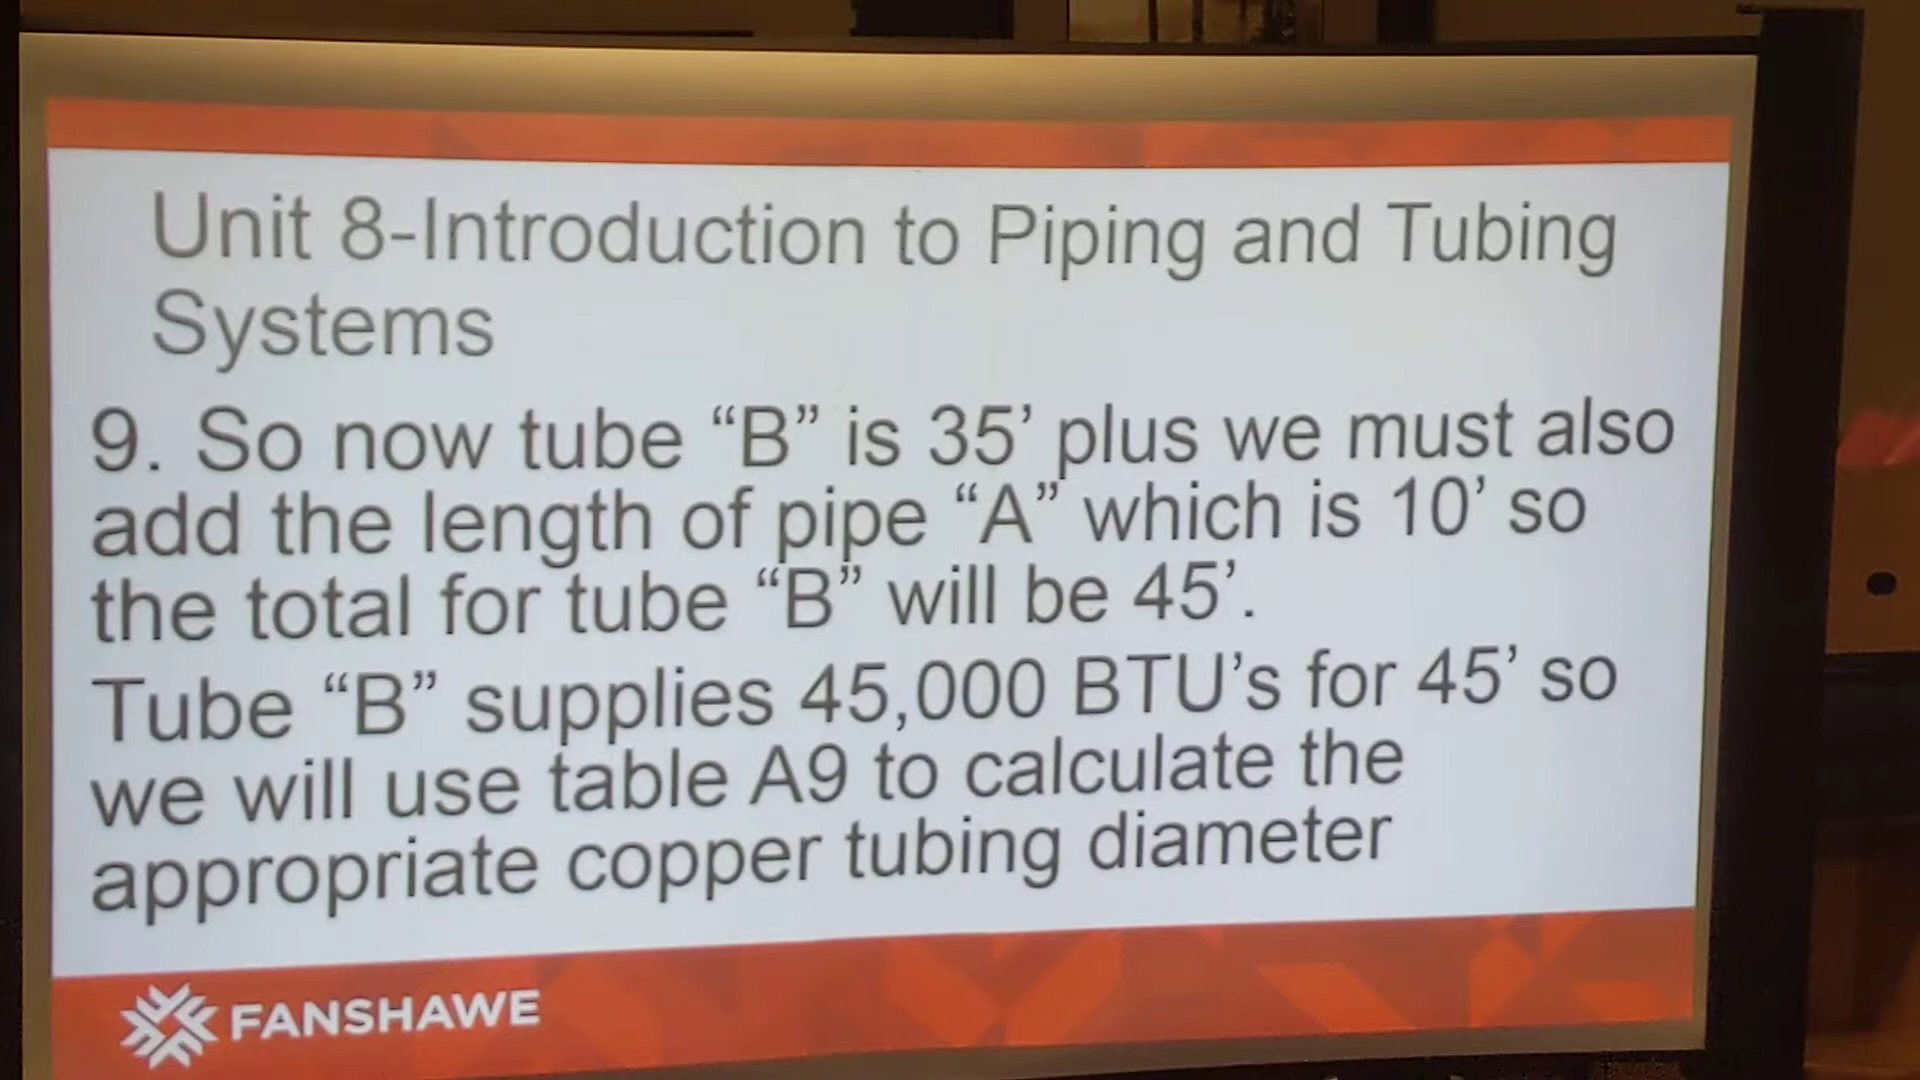 Unit 8-Introduction to Piping and Tubing
Systems
9. So now tube “B” is 35’ plus we must also
add the length of pipe “A” which is 10’ so
the total for tube “B” will be 45’.
Tube “B” supplies 45,000 BTU’s for 45’ so
we will use table A9 to calculate the
appropriate copper tubing diameter
FANSHAWE